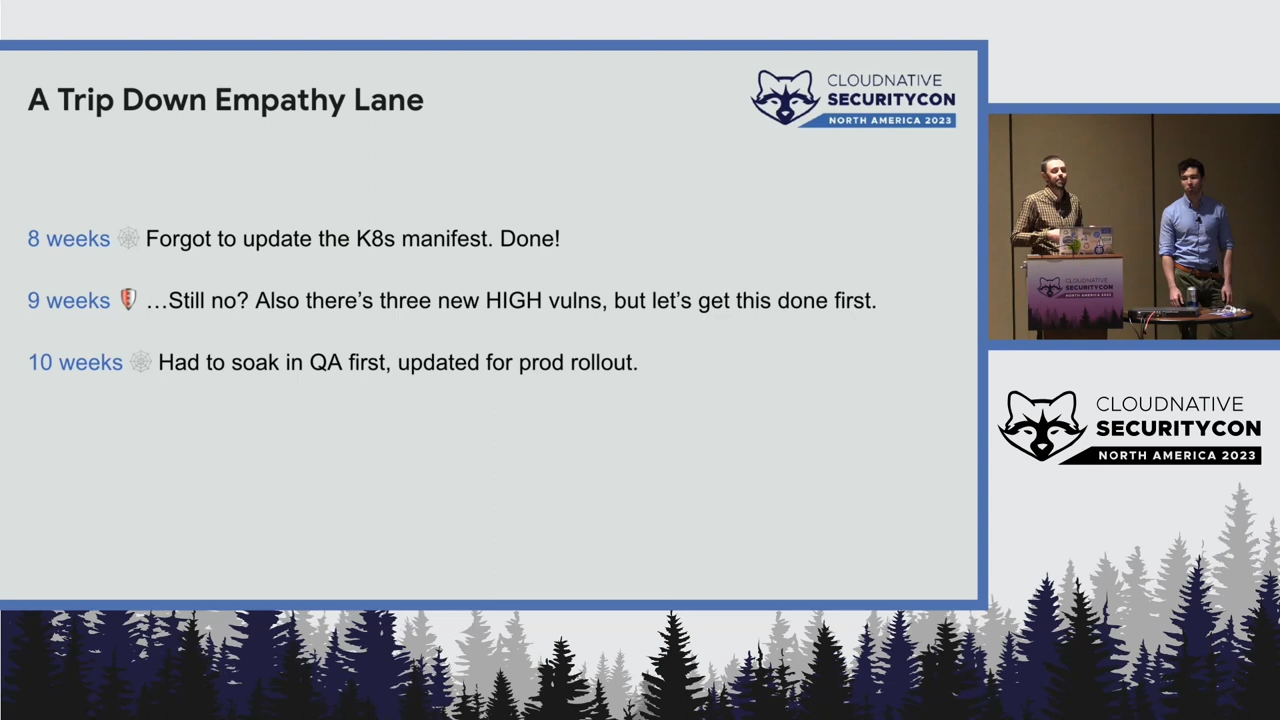 A Trip Down Empathy Lane
CLOUDNATIVE
SECURITYCON
NORTH AMERICA 2023
8 weeks 🕸 Forgot to update the K8s manifest. Done!
9 weeks 🛡 …Still no? Also there’s three new HIGH vulns, but let’s get this done first.
10 weeks 🕸 Had to soak in QA first, updated for prod rollout.
SECURITYCON
CLOUDNATIVE
SECURITYCON
NORTH AMERICA 2023